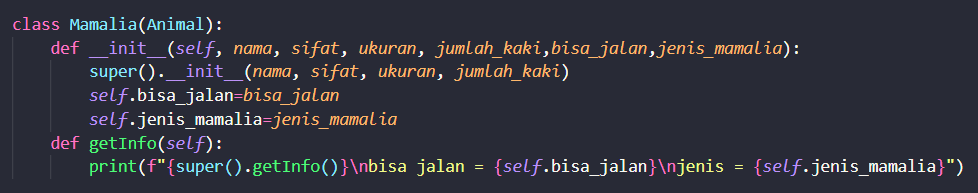 class Mamalia(Animal):
    def __init__(self, nama, sifat, ukuran, jumlah_kaki,bisa_jalan,jenis_mamalia):
        super().__init__(nama, sifat, ukuran, jumlah_kaki)
        self.bisa_jalan=bisa_jalan
        self.jenis_mamalia=jenis_mamalia
    def getInfo(self):
        print(f"{super().getInfo()}\nbisa jalan = {self.bisa_jalan}\njenis = {self.jenis_mamalia}")